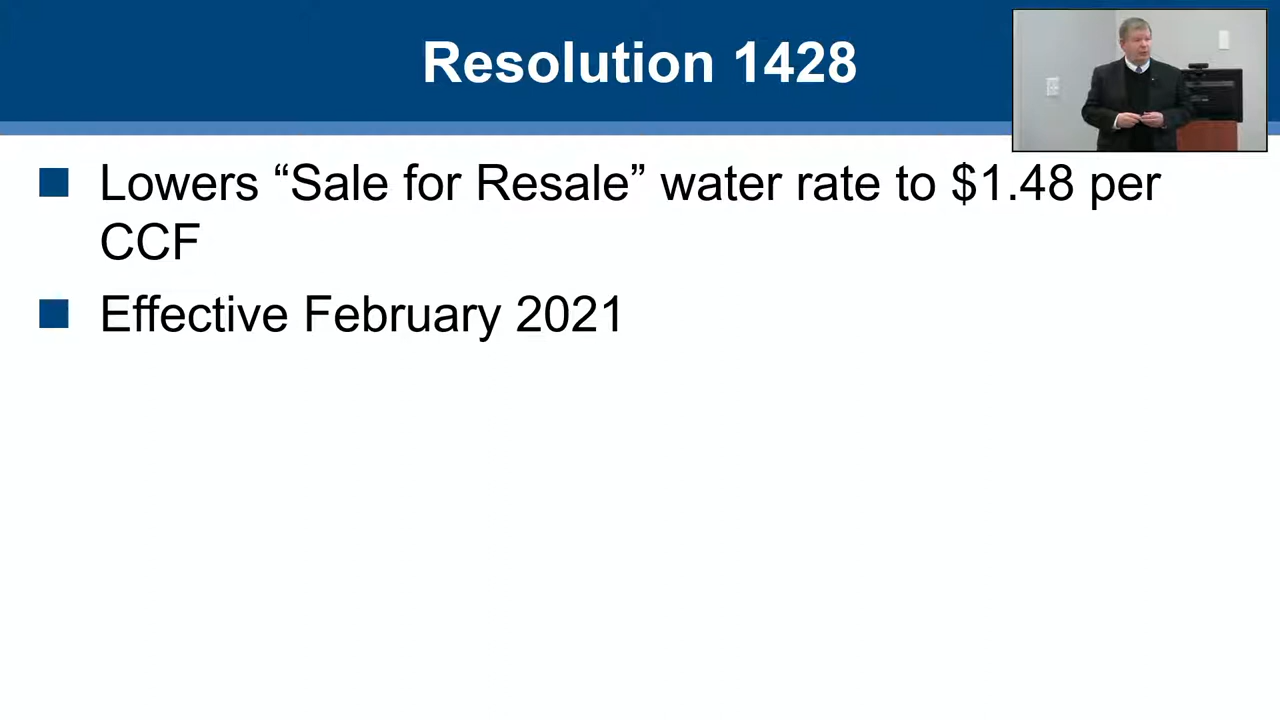 Resolution 1428
Lowers “Sale for Resale” water rate to $1.48 per
CCF
Effective February 2021